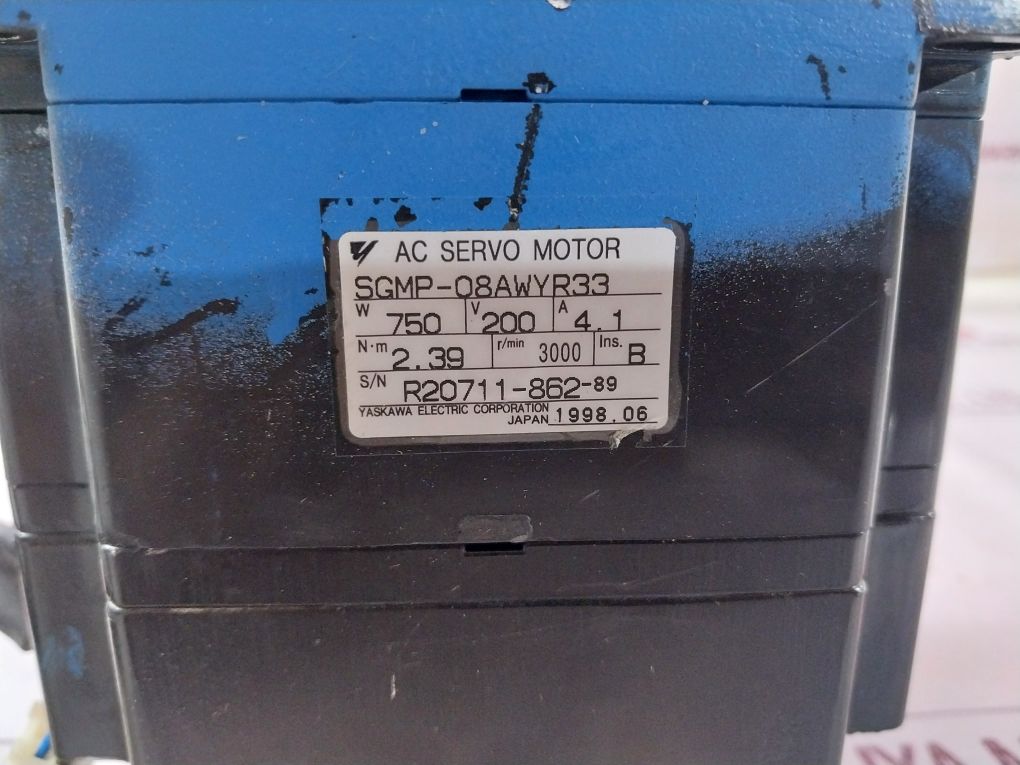 AC SERVO MOTOR
SGMP-08AWYR33
W 750 V 200 A 4.1
N·m 2.39 r/min 3000 Ins. B
S/N R20711-862-89
YASKAWA ELECTRIC CORPORATION
JAPAN 1998.06